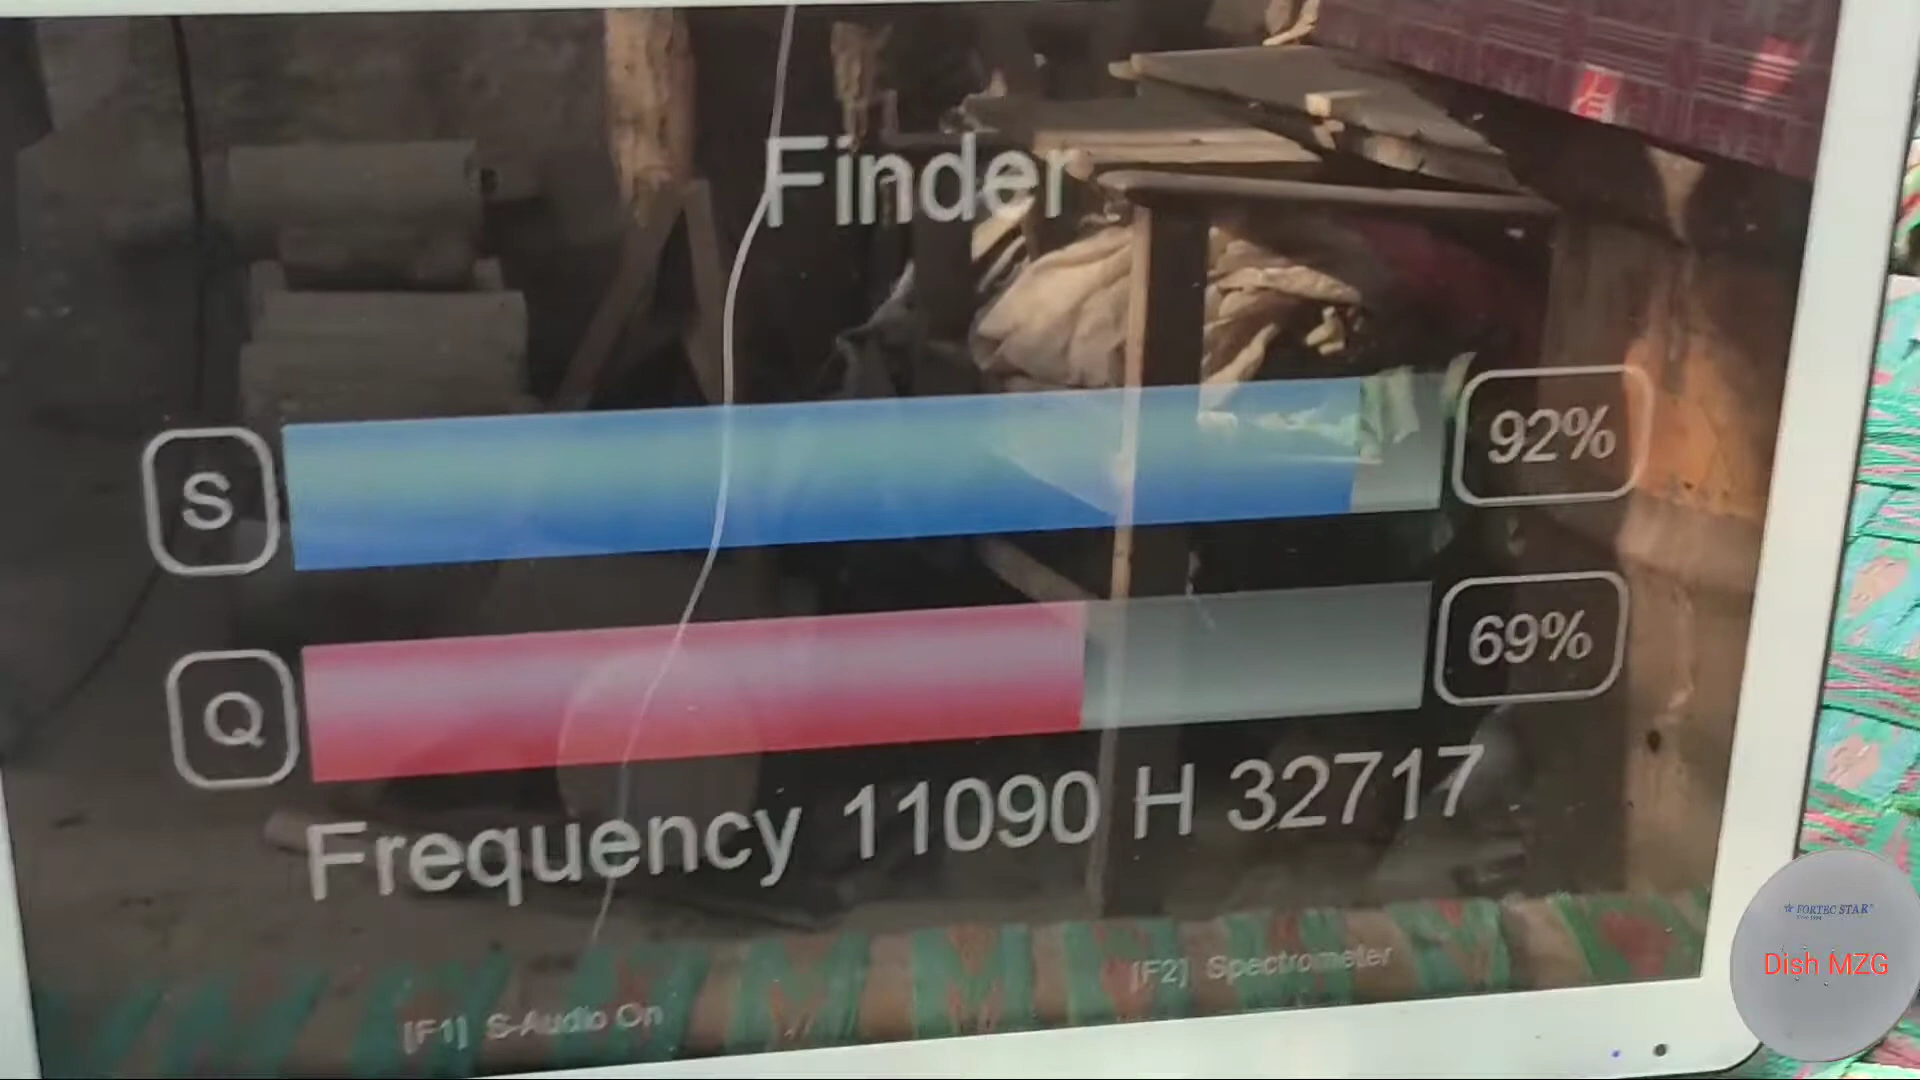 Finder
S 92%
Q 69%
Frequency 11090 H 32717
[F1] S-Audio On
[F2] Spectrometer
FORTEC STAR
Dish MZG